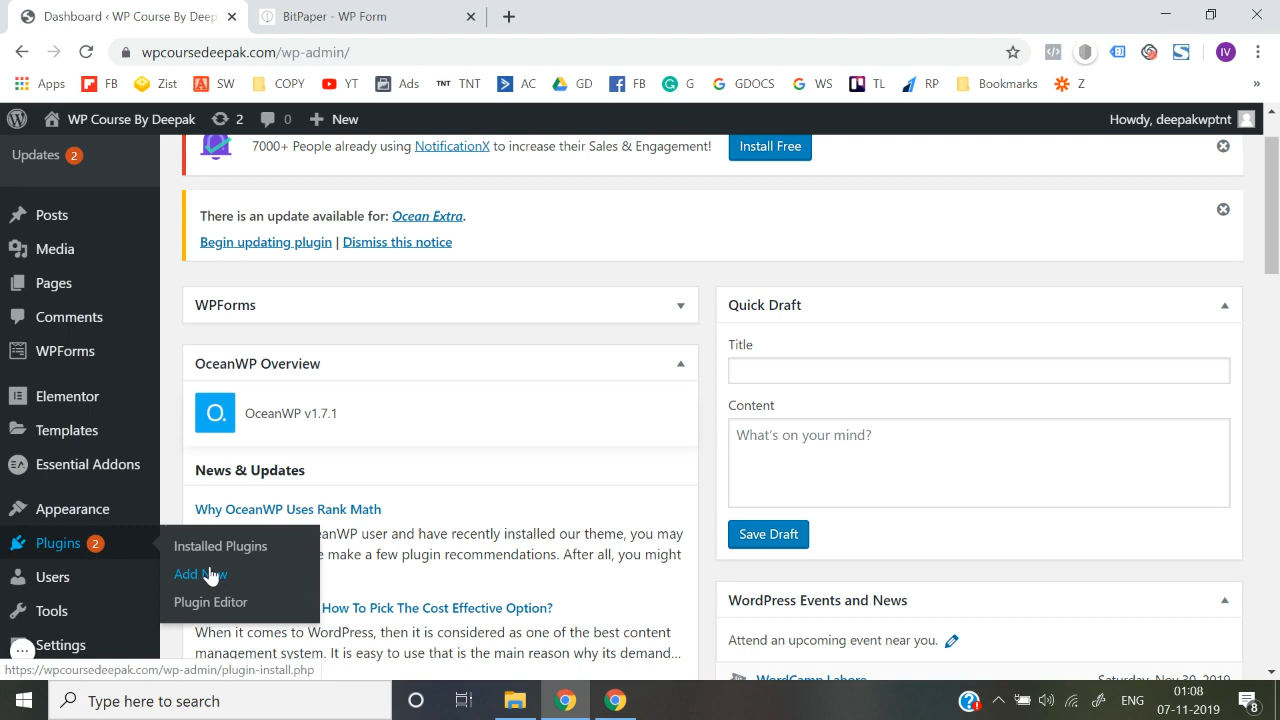 Dashboard < WP Course By Deep
BitPaper - WP Form
wpcoursedeepak.com/wp-admin/
IV
Apps FB Zist SW COPY YT Ads TNT TNT AC GD FB G GDOCS WS TL RP Bookmarks Z »
WP Course By Deepak 2 0 New Howdy, deepakwptnt
Updates 2
Posts
Media
Pages
Comments
WPForms
Elementor
Templates
Essential Addons
Appearance
Plugins 2
Users
Tools
Settings
Installed Plugins
Plugin Editor
7000+ People already using NotificationX to increase their Sales & Engagement! Install Free
There is an update available for: Ocean Extra.
Begin updating plugin | Dismiss this notice
WPForms
OceanWP Overview
O. OceanWP v1.7.1
News & Updates
Why OceanWP Uses Rank Math
eanWP user and have recently installed our theme, you may
make a few plugin recommendations. After all, you might
How To Pick The Cost Effective Option?
When it comes to WordPress, then it is considered as one of the best content
management system. It is easy to use that is the main reason why its demand...
Quick Draft
Title
Content
What's on your mind?
Save Draft
WordPress Events and News
Attend an upcoming event near you.
https://wpcoursedeepak.com/wp-admin/plugin-install.php
Type here to search
ENG
01:08
07-11-2019
8